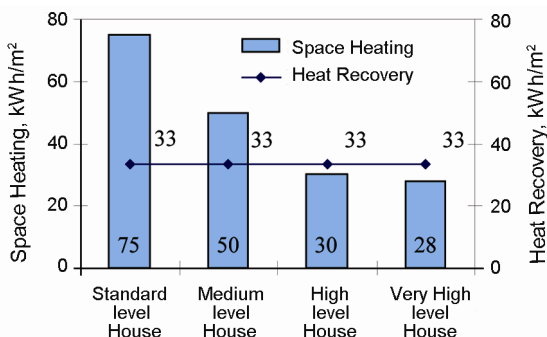 80
60
40
20
0
Space Heating, kWh/m²
Space Heating
Heat Recovery
33
33
33
33
75
50
30
28
80
60
40
20
0
Heat Recovery, kWh/m²
Standard
level
House
Medium
level
House
High
level
House
Very High
level
House